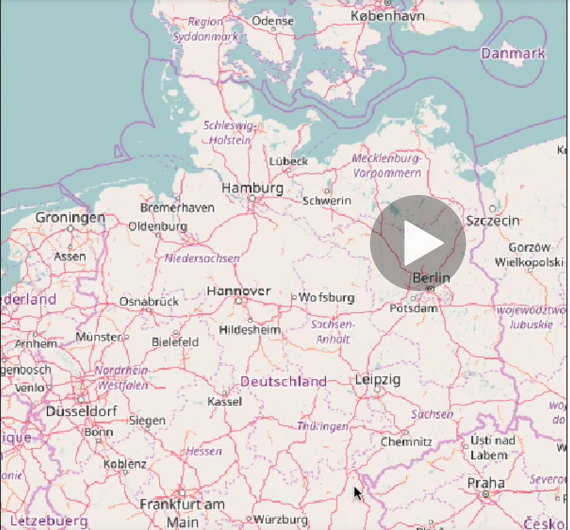 København
Region
Syddanmark
Odense
Danmark
Schleswig-
Holstein
Lübeck
Mecklenburg-
Vorpommern
Hamburg
Schwerin
Bremerhaven
Groningen
Oldenburg
Szczecin
Assen
Niedersachsen
Gorzów
Wielkopolski
Berlin
ederland
Osnabrück
Hannover
Wolfsburg
Potsdam
województwo
lubuskie
Arnhem
Münster
Bielefeld
Hildesheim
Sachsen-
Anhalt
genbosch
Nordrhein-
Westfalen
Venlo
Deutschland
Leipzig
Düsseldorf
Kassel
Siegen
Sachsen
Bonn
Thüringen
Chemnitz
Ústí nad
Labem
ique
Koblenz
Hessen
Praha
Frankfurt am
Main
Würzburg
Letzebuerg
Česko